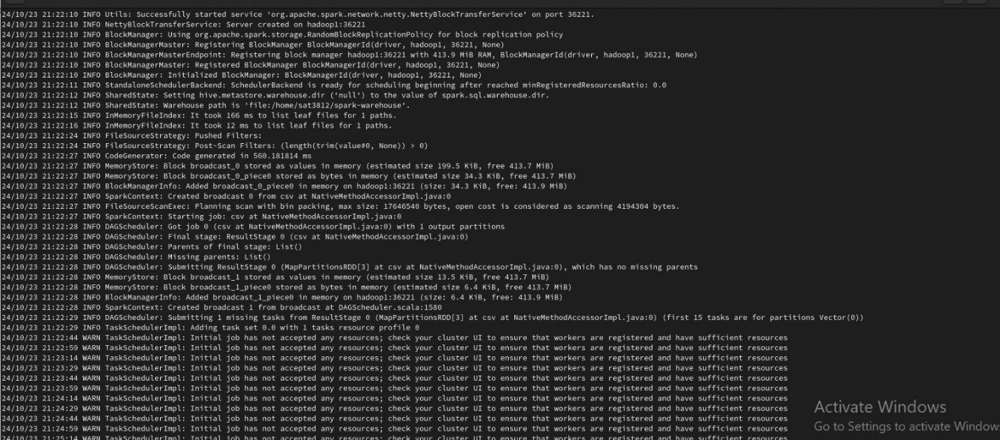 24/10/23 21:22:10 INFO Utils: Successfully started service 'org.apache.spark.network.netty.NettyBlockTransferService' on port 36221.
24/10/23 21:22:10 INFO NettyBlockTransferService: Server created on hadoop1:36221
24/10/23 21:22:10 INFO BlockManager: Using org.apache.spark.storage.RandomBlockReplicationPolicy for block replication policy
24/10/23 21:22:10 INFO BlockManagerMaster: Registering BlockManager BlockManagerId(driver, hadoop1, 36221, None)
24/10/23 21:22:10 INFO BlockManagerMasterEndpoint: Registering block manager hadoop1:36221 with 413.9 MiB RAM, BlockManagerId(driver, hadoop1, 36221, None)
24/10/23 21:22:10 INFO BlockManagerMaster: Registered BlockManager BlockManagerId(driver, hadoop1, 36221, None)
24/10/23 21:22:10 INFO BlockManager: Initialized BlockManager: BlockManagerId(driver, hadoop1, 36221, None)
24/10/23 21:22:11 INFO StandaloneSchedulerBackend: SchedulerBackend is ready for scheduling beginning after reached minRegisteredResourcesRatio: 0.0
24/10/23 21:22:12 INFO SharedState: Setting hive.metastore.warehouse.dir ('null') to the value of spark.sql.warehouse.dir.
24/10/23 21:22:12 INFO SharedState: Warehouse path is 'file:/home/sat3812/spark-warehouse'.
24/10/23 21:22:15 INFO InMemoryFileIndex: It took 166 ms to list leaf files for 1 paths.
24/10/23 21:22:16 INFO InMemoryFileIndex: It took 12 ms to list leaf files for 1 paths.
24/10/23 21:22:24 INFO FileSourceStrategy: Pushed Filters:
24/10/23 21:22:24 INFO FileSourceStrategy: Post-Scan Filters: (length(trim(value#0, None)) > 0)
24/10/23 21:22:27 INFO CodeGenerator: Code generated in 560.181814 ms
24/10/23 21:22:27 INFO MemoryStore: Block broadcast_0 stored as values in memory (estimated size 199.5 KiB, free 413.7 MiB)
24/10/23 21:22:27 INFO MemoryStore: Block broadcast_0_piece0 stored as bytes in memory (estimated size 34.3 KiB, free 413.7 MiB)
24/10/23 21:22:27 INFO BlockManagerInfo: Added broadcast_0_piece0 in memory on hadoop1:36221 (size: 34.3 KiB, free: 413.9 MiB)
24/10/23 21:22:27 INFO SparkContext: Created broadcast 0 from csv at NativeMethodAccessorImpl.java:0
24/10/23 21:22:27 INFO FileSourceScanExec: Planning scan with bin packing, max size: 17646540 bytes, open cost is considered as scanning 4194304 bytes.
24/10/23 21:22:27 INFO SparkContext: Starting job: csv at NativeMethodAccessorImpl.java:0
24/10/23 21:22:28 INFO DAGScheduler: Got job 0 (csv at NativeMethodAccessorImpl.java:0) with 1 output partitions
24/10/23 21:22:28 INFO DAGScheduler: Final stage: ResultStage 0 (csv at NativeMethodAccessorImpl.java:0)
24/10/23 21:22:28 INFO DAGScheduler: Parents of final stage: List()
24/10/23 21:22:28 INFO DAGScheduler: Missing parents: List()
24/10/23 21:22:28 INFO DAGScheduler: Submitting ResultStage 0 (MapPartitionsRDD[3] at csv at NativeMethodAccessorImpl.java:0), which has no missing parents
24/10/23 21:22:28 INFO MemoryStore: Block broadcast_1 stored as values in memory (estimated size 13.5 KiB, free 413.7 MiB)
24/10/23 21:22:28 INFO MemoryStore: Block broadcast_1_piece0 stored as bytes in memory (estimated size 6.4 KiB, free 413.7 MiB)
24/10/23 21:22:28 INFO BlockManagerInfo: Added broadcast_1_piece0 in memory on hadoop1:36221 (size: 6.4 KiB, free: 413.9 MiB)
24/10/23 21:22:28 INFO SparkContext: Created broadcast 1 from broadcast at DAGScheduler.scala:1580
24/10/23 21:22:29 INFO DAGScheduler: Submitting 1 missing tasks from ResultStage 0 (MapPartitionsRDD[3] at csv at NativeMethodAccessorImpl.java:0) (first 15 tasks are for partitions Vector(0))
24/10/23 21:22:29 INFO TaskSchedulerImpl: Adding task set 0.0 with 1 tasks resource profile 0
24/10/23 21:22:44 WARN TaskSchedulerImpl: Initial job has not accepted any resources; check your cluster UI to ensure that workers are registered and have sufficient resources
24/10/23 21:22:59 WARN TaskSchedulerImpl: Initial job has not accepted any resources; check your cluster UI to ensure that workers are registered and have sufficient resources
24/10/23 21:23:14 WARN TaskSchedulerImpl: Initial job has not accepted any resources; check your cluster UI to ensure that workers are registered and have sufficient resources
24/10/23 21:23:29 WARN TaskSchedulerImpl: Initial job has not accepted any resources; check your cluster UI to ensure that workers are registered and have sufficient resources
24/10/23 21:23:44 WARN TaskSchedulerImpl: Initial job has not accepted any resources; check your cluster UI to ensure that workers are registered and have sufficient resources
24/10/23 21:23:59 WARN TaskSchedulerImpl: Initial job has not accepted any resources; check your cluster UI to ensure that workers are registered and have sufficient resources
24/10/23 21:24:14 WARN TaskSchedulerImpl: Initial job has not accepted any resources; check your cluster UI to ensure that workers are registered and have sufficient resources
24/10/23 21:24:29 WARN TaskSchedulerImpl: Initial job has not accepted any resources; check your cluster UI to ensure that workers are registered and have sufficient resources
24/10/23 21:24:44 WARN TaskSchedulerImpl: Initial job has not accepted any resources; check your cluster UI to ensure that workers are registered and have sufficient resources
24/10/23 21:24:59 WARN TaskSchedulerImpl: Initial job has not accepted any resources; check your cluster UI to ensure that workers are registered and have sufficient resources
24/10/23 21:25:14 WARN TaskSchedulerImpl: Initial job has not accepted any resources; check your cluster UI to ensure that workers are registered and have sufficient resources
Activate Windows
Go to Settings to activate Windows